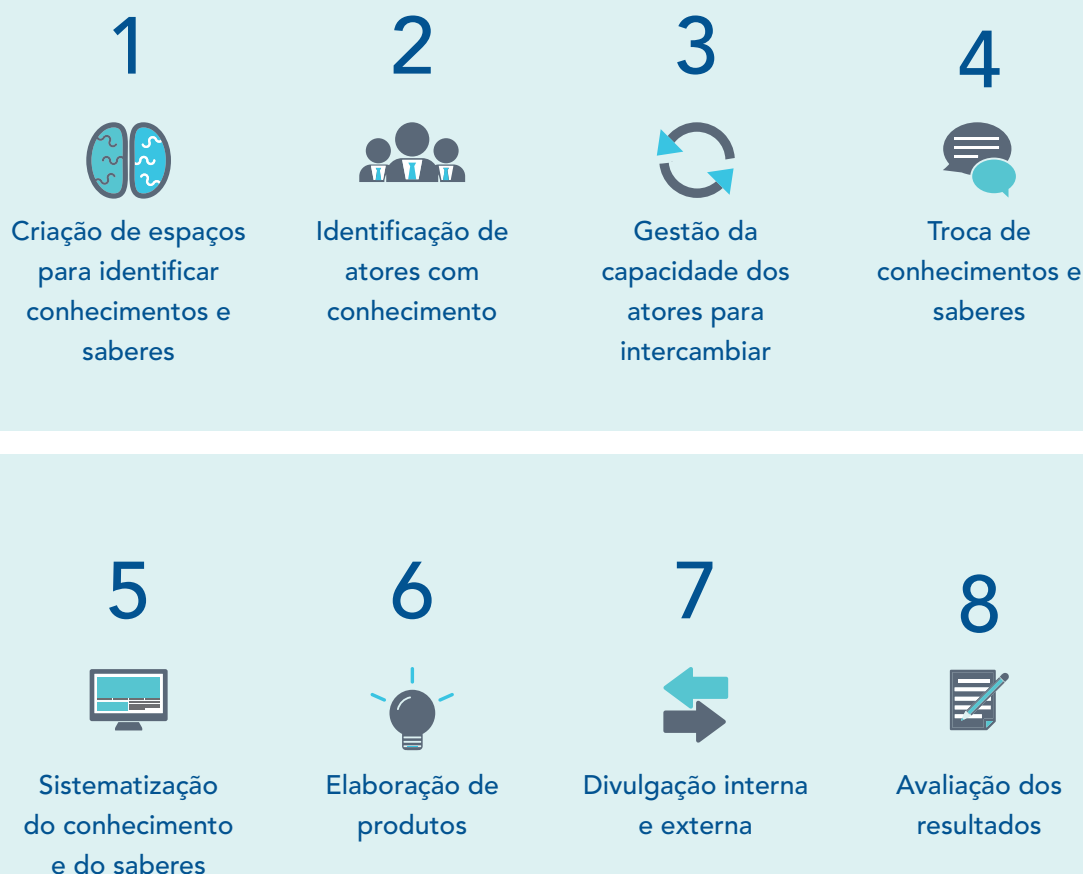 1
Criação de espaços
para identificar
conhecimentos e
saberes
2
Identificação de
atores com
conhecimento
3
Gestão da
capacidade dos
atores para
intercambiar
4
Troca de
conhecimentos e
saberes
5
Sistematização
do conhecimento
e do saberes
6
Elaboração de
produtos
7
Divulgação interna
e externa
8
Avaliação dos
resultados